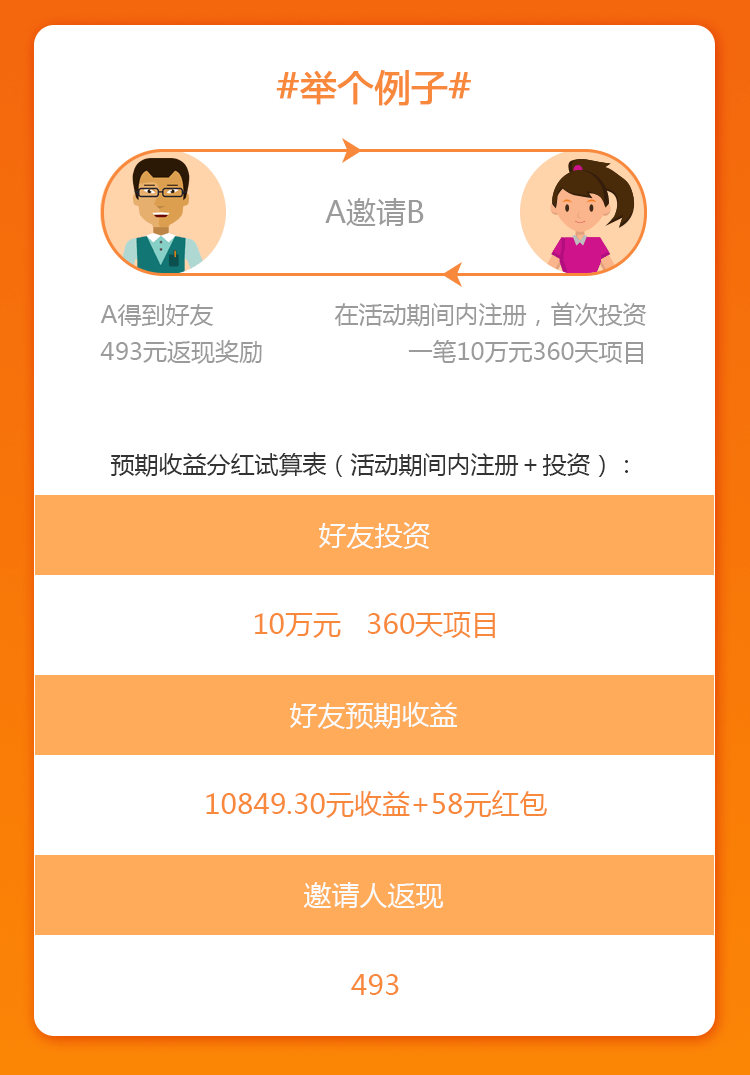 #举个例子#
A邀请B
A得到好友
493元返现奖励
在活动期间内注册，首次投资
一笔10万元360天项目
预期收益分红试算表（活动期间内注册＋投资）：
好友投资
10万元 360天项目
好友预期收益
10849.30元收益+58元红包
邀请人返现
493